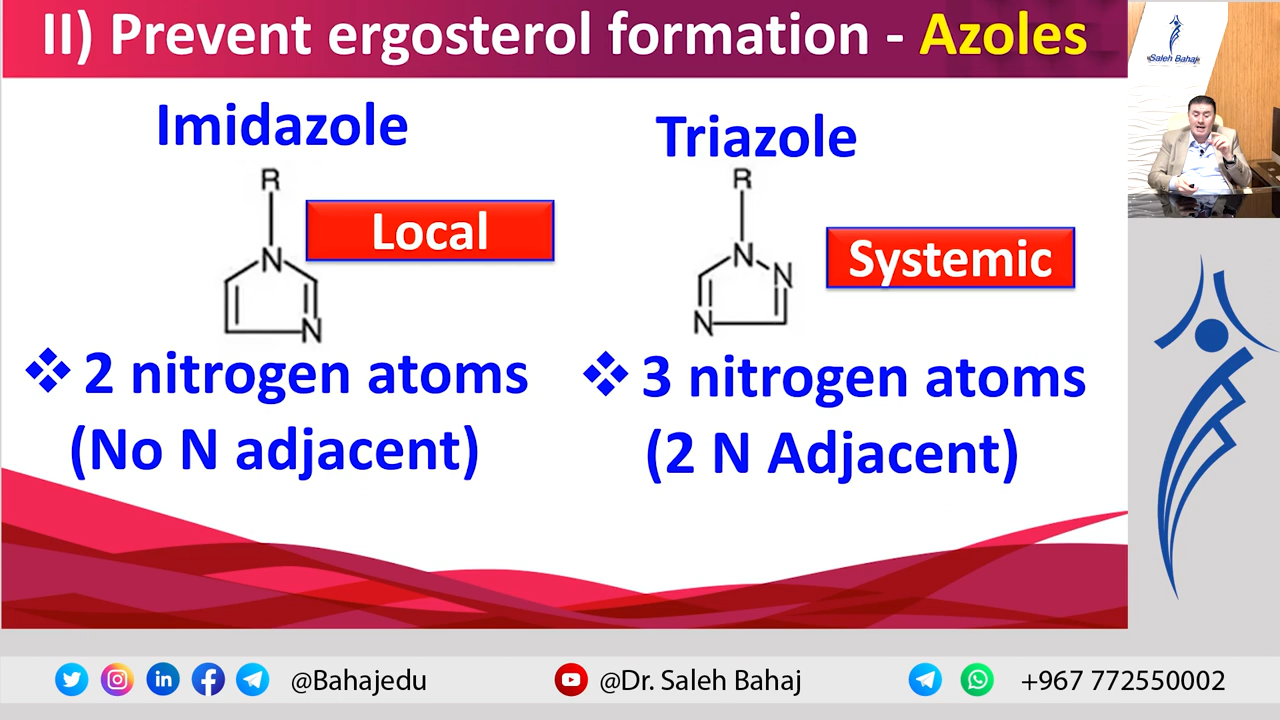 II) Prevent ergosterol formation - Azoles
Saleh Bahaj
Imidazole
Triazole
R
R
Local
Systemic
N
N
N
N
N
❖ 2 nitrogen atoms
(No N adjacent)
❖ 3 nitrogen atoms
(2 N Adjacent)
@Bahajedu
@Dr. Saleh Bahaj
+967 772550002